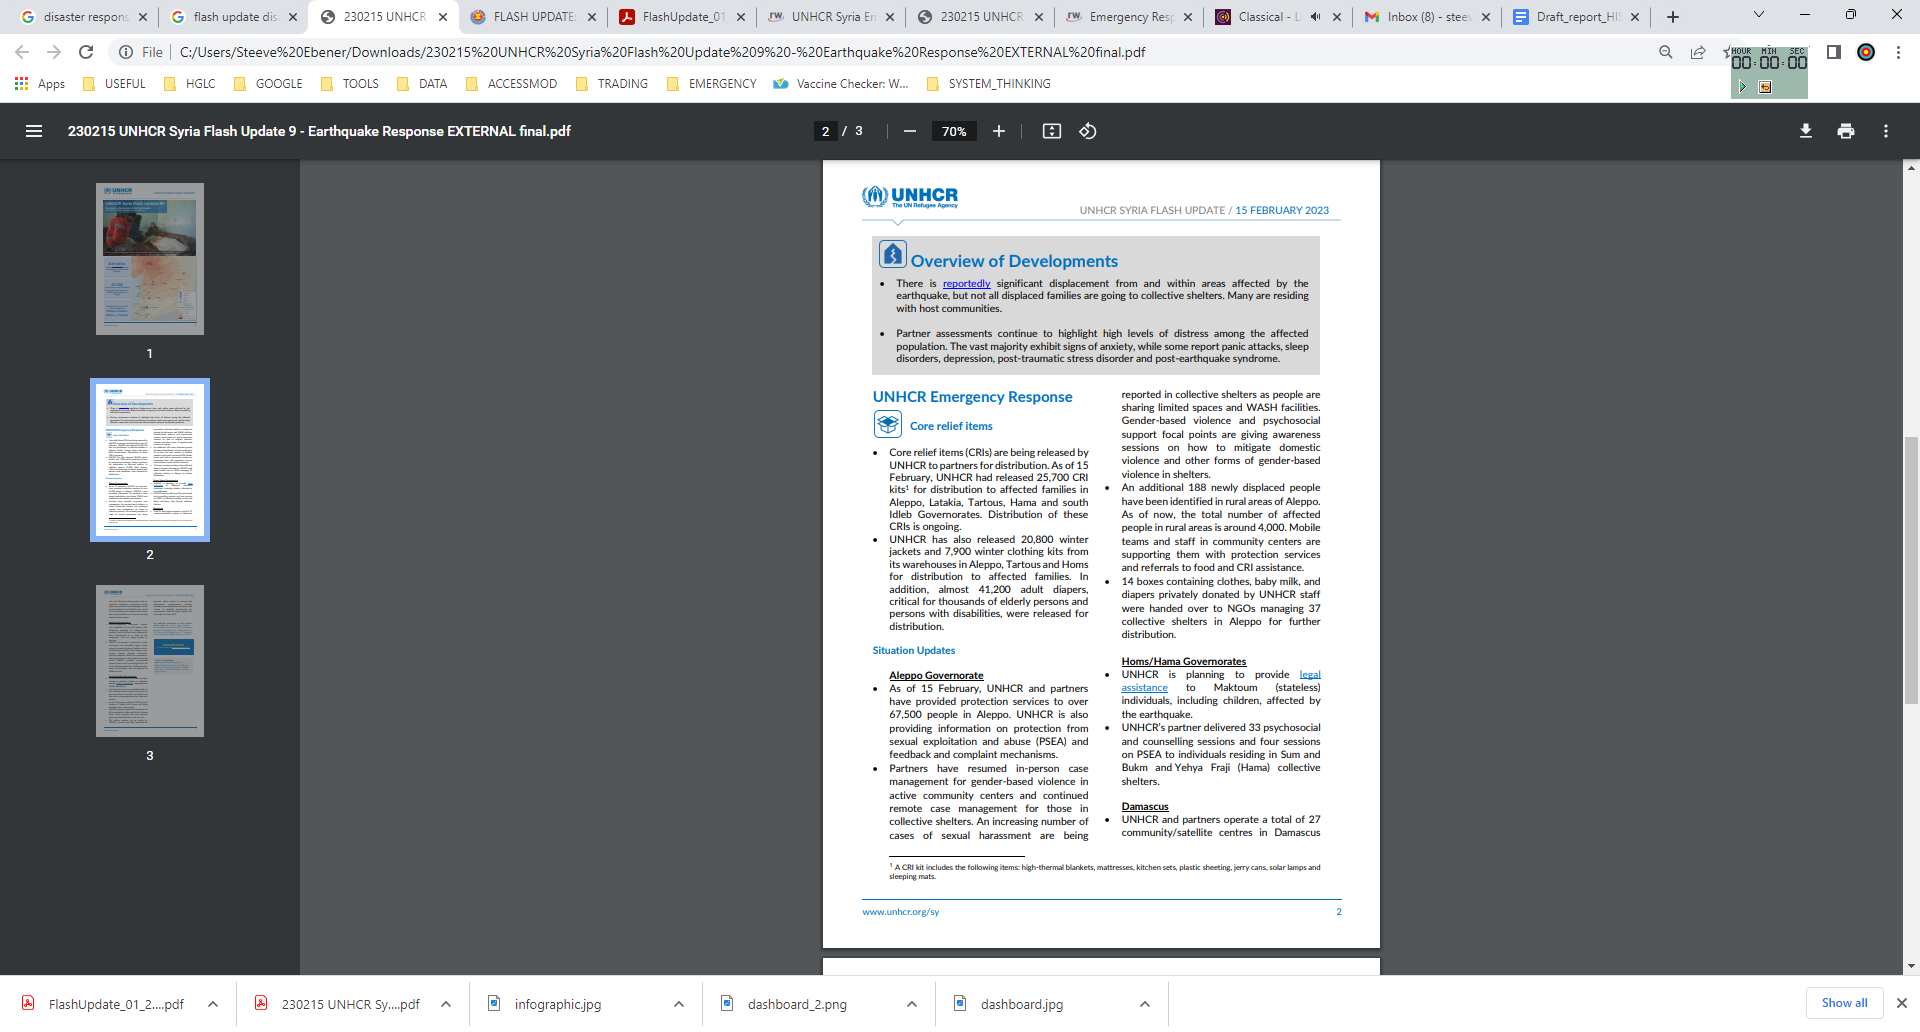 disaster respons
flash update dis
230215 UNHCR
FLASH UPDATE:
FlashUpdate_01
UNHCR Syria En
230215 UNHCR
Emergency Resp
Classical - Li
Inbox (8) - steev
Draft_report_HIS
File
C:/Users/Steeve%20Ebener/Downloads/230215%20UNHCR%20Syria%20Flash%20Update%209%20-%20Earthquake%20Response%20EXTERNAL%20final.pdf
HOUR MIN SEC
00:00:00
Apps
USEFUL
HGLC
GOOGLE
TOOLS
DATA
ACCESSMOD
TRADING
EMERGENCY
Vaccine Checker: W...
SYSTEM_THINKING
230215 UNHCR Syria Flash Update 9 - Earthquake Response EXTERNAL final.pdf
2 / 3
70%
1
2
3
UNHCR
The UN Refugee Agency
UNHCR SYRIA FLASH UPDATE / 15 FEBRUARY 2023
Overview of Developments
• There is reportedly significant displacement from and within areas affected by the
earthquake, but not all displaced families are going to collective shelters. Many are residing
with host communities.
• Partner assessments continue to highlight high levels of distress among the affected
population. The vast majority exhibit signs of anxiety, while some report panic attacks, sleep
disorders, depression, post-traumatic stress disorder and post-earthquake syndrome.
UNHCR Emergency Response
Core relief items
• Core relief items (CRIs) are being released by
UNHCR to partners for distribution. As of 15
February, UNHCR had released 25,700 CRI
kits¹ for distribution to affected families in
Aleppo, Latakia, Tartous, Hama and south
Idleb Governorates. Distribution of these
CRIs is ongoing.
• UNHCR has also released 20,800 winter
jackets and 7,900 winter clothing kits from
its warehouses in Aleppo, Tartous and Homs
for distribution to affected families. In
addition, almost 41,200 adult diapers,
critical for thousands of elderly persons and
persons with disabilities, were released for
distribution.
Situation Updates
Aleppo Governorate
• As of 15 February, UNHCR and partners
have provided protection services to over
67,500 people in Aleppo. UNHCR is also
providing information on protection from
sexual exploitation and abuse (PSEA) and
feedback and complaint mechanisms.
• Partners have resumed in-person case
management for gender-based violence in
active community centers and continued
remote case management for those in
collective shelters. An increasing number of
cases of sexual harassment are being
reported in collective shelters as people are
sharing limited spaces and WASH facilities.
Gender-based violence and psychosocial
support focal points are giving awareness
sessions on how to mitigate domestic
violence and other forms of gender-based
violence in shelters.
• An additional 188 newly displaced people
have been identified in rural areas of Aleppo.
As of now, the total number of affected
people in rural areas is around 4,000. Mobile
teams and staff in community centers are
supporting them with protection services
and referrals to food and CRI assistance.
• 14 boxes containing clothes, baby milk, and
diapers privately donated by UNHCR staff
were handed over to NGOs managing 37
collective shelters in Aleppo for further
distribution.
Homs/Hama Governorates
• UNHCR is planning to provide legal
assistance to Maktoum (stateless)
individuals, including children, affected by
the earthquake.
• UNHCR's partner delivered 33 psychosocial
and counselling sessions and four sessions
on PSEA to individuals residing in Sum and
Bukm and Yehya Fraji (Hama) collective
shelters.
Damascus
• UNHCR and partners operate a total of 27
community/satellite centres in Damascus
¹ A CRI kit includes the following items: high-thermal blankets, mattresses, kitchen sets, plastic sheeting, jerry cans, solar lamps and
sleeping mats.
www.unhcr.org/sy
2
FlashUpdate_01_2....pdf
230215 UNHCR Sy....pdf
infographic.jpg
dashboard_2.png
dashboard.jpg
Show all